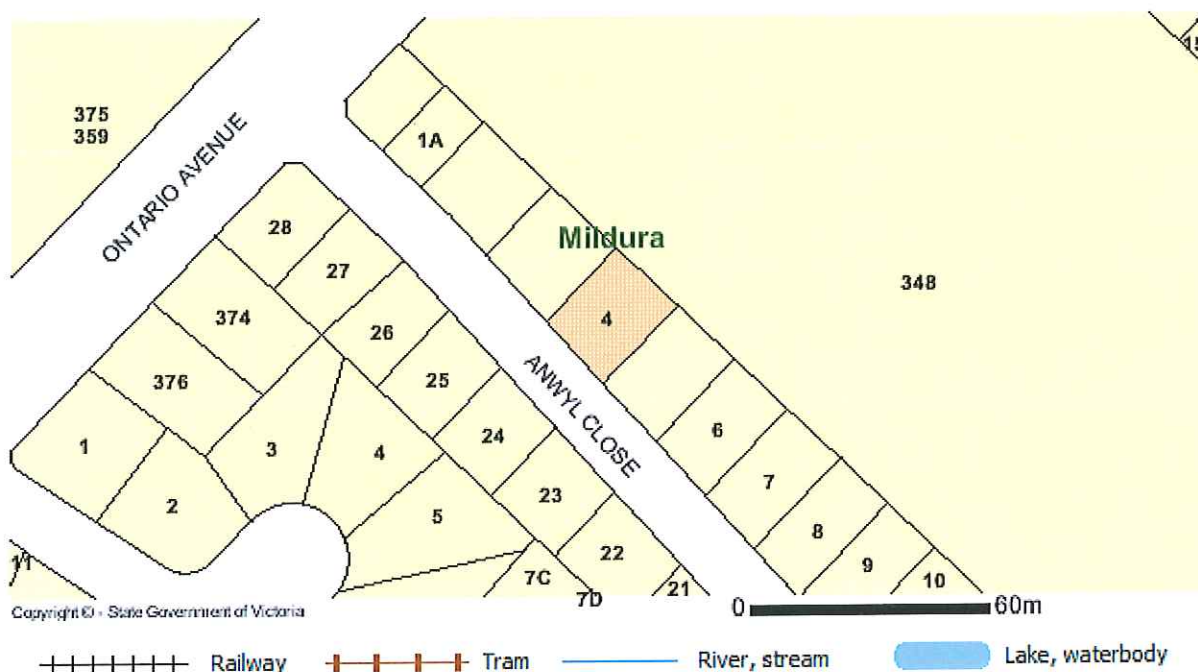 15
375
359
1A
ONTARIO AVENUE
28
Mildura
27
348
374
4
26
ANWYL CLOSE
376
25
6
1
3
4
24
7
2
5
23
8
22
9
11
7C
21
10
7D
Copyright © - State Government of Victoria
0 60m
Railway Tram River, stream Lake, waterbody